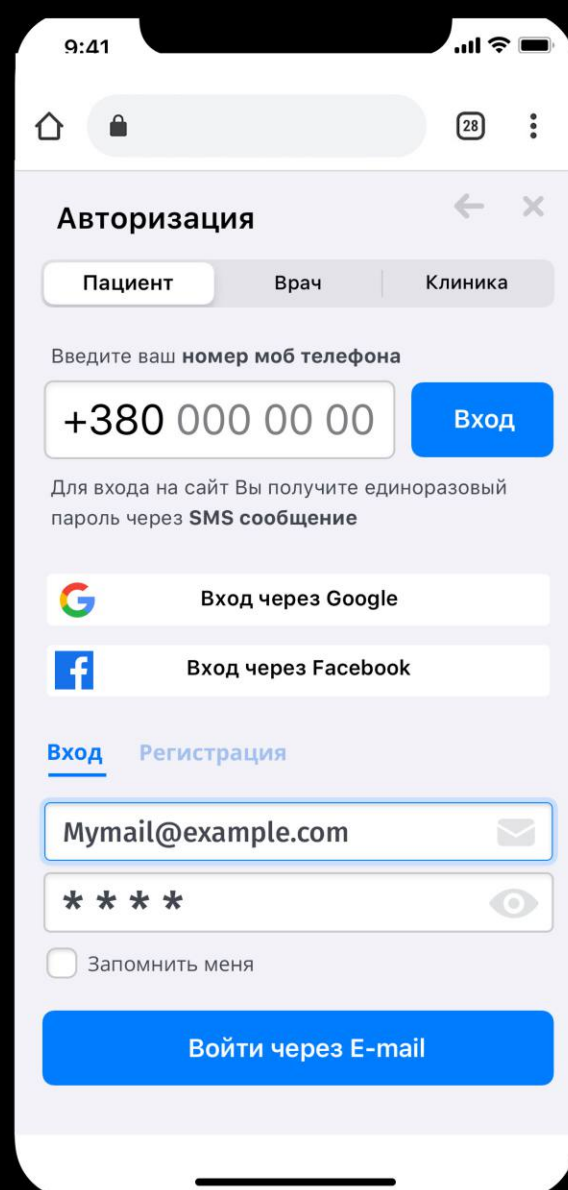 9:41
28
Авторизация
Пациент Врач Клиника
Введите ваш номер моб телефона
+380 000 00 00 Вход
Для входа на сайт Вы получите едино­разовый
пароль через SMS сообщение
Вход через Google
Вход через Facebook
Вход Регистрация
Mymail@example.com
* * * *
Запомнить меня
Войти через E-mail